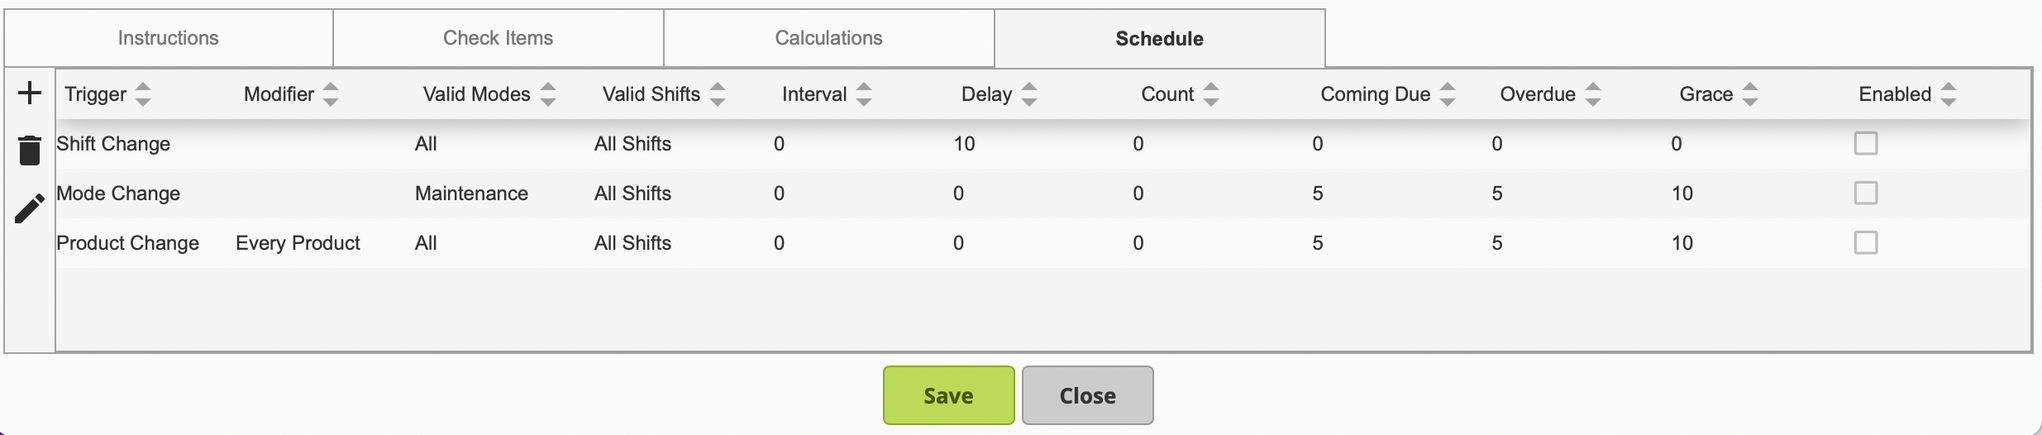 Instructions Check Items Calculations Schedule
Trigger Modifier Valid Modes Valid Shifts Interval Delay Count Coming Due Overdue Grace Enabled
Shift Change All All Shifts 0 10 0 0 0 0
Mode Change Maintenance All Shifts 0 0 0 5 5 10
Product Change Every Product All All Shifts 0 0 0 5 5 10
Save Close